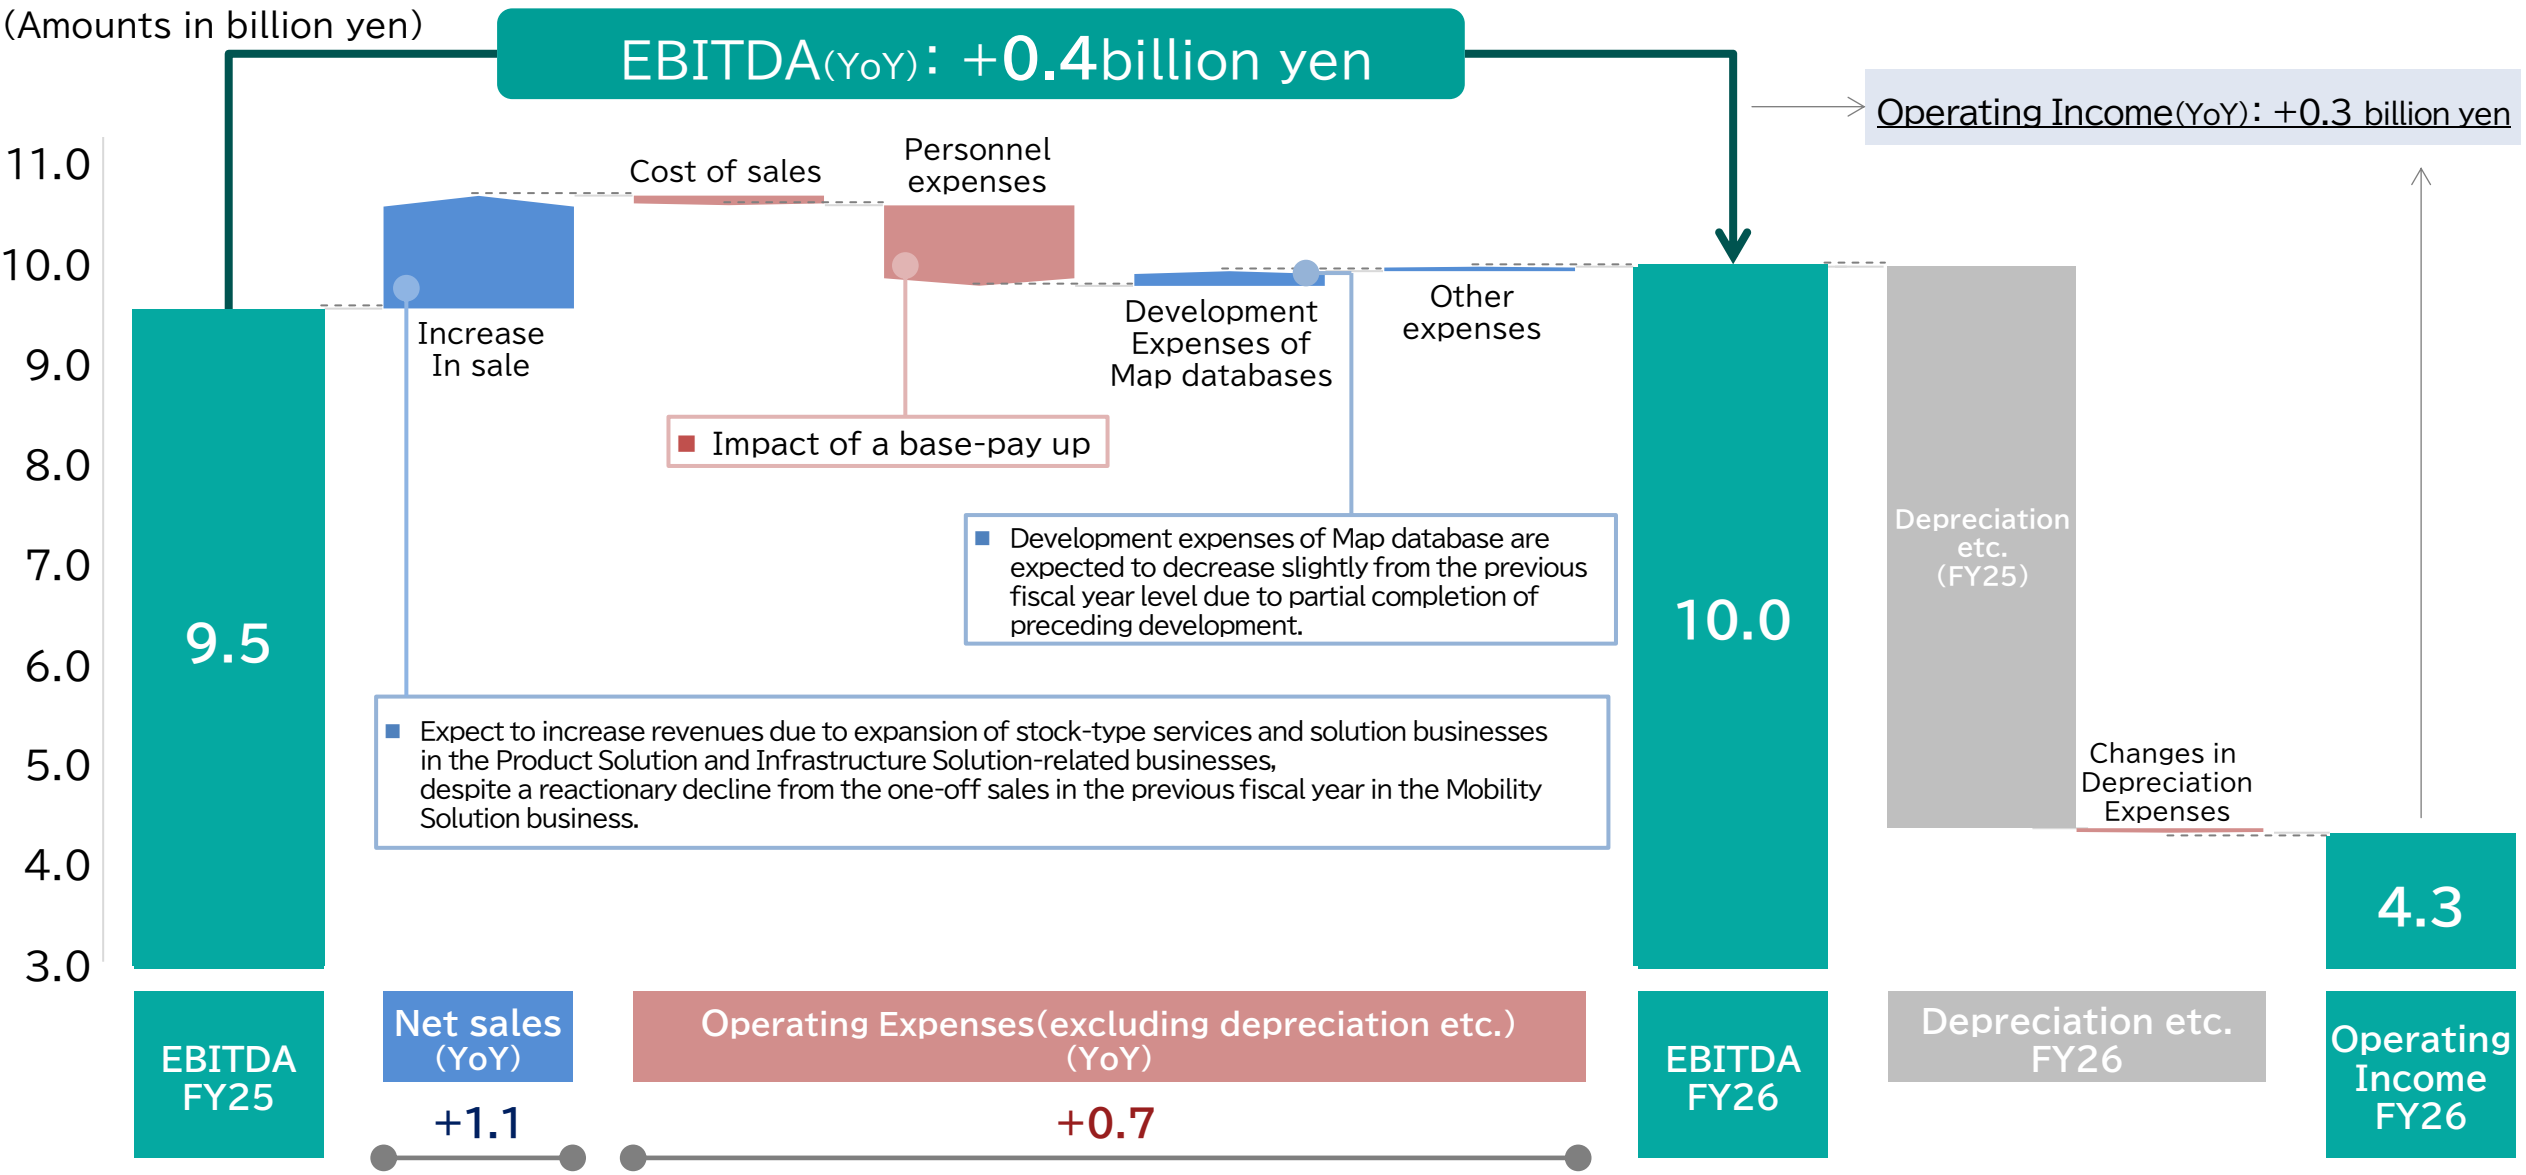 (Amounts in billion yen)
EBITDA(YoY)：+0.4billion yen
Operating Income(YoY)：+0.3 billion yen
11.0
10.0
9.0
8.0
7.0
6.0
5.0
4.0
3.0
Increase
In sale
Cost of sales
Personnel
expenses
Development
Expenses of
Map databases
Other
expenses
■ Impact of a base-pay up
■ Development expenses of Map database are
expected to decrease slightly from the previous
fiscal year level due to partial completion of
preceding development.
■ Expect to increase revenues due to expansion of stock-type services and solution businesses
in the Product Solution and Infrastructure Solution-related businesses,
despite a reactionary decline from the one-off sales in the previous fiscal year in the Mobility
Solution business.
9.5
10.0
Depreciation
etc.
(FY25)
Changes in
Depreciation
Expenses
4.3
EBITDA
FY25
Net sales
(YoY)
+1.1
Operating Expenses(excluding depreciation etc.)
(YoY)
+0.7
EBITDA
FY26
Depreciation etc.
FY26
Operating
Income
FY26